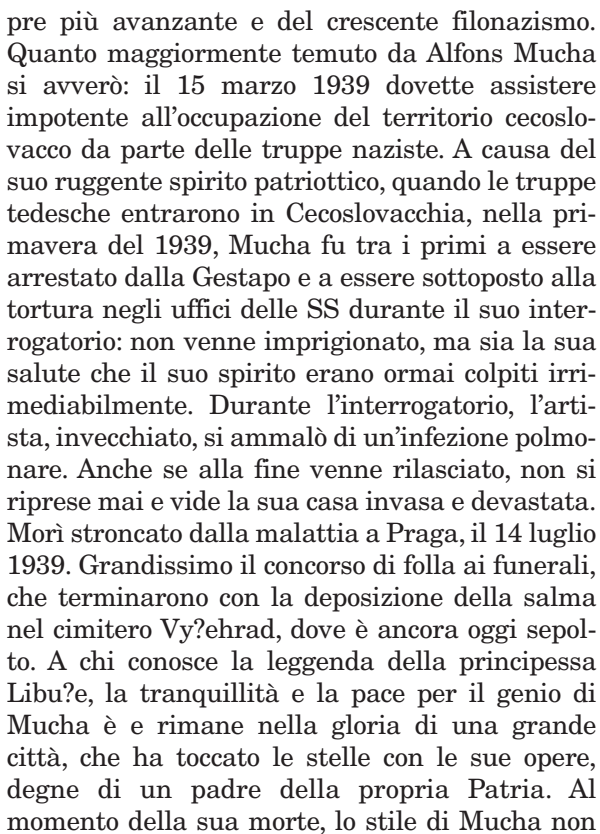 pre più avanzante e del crescente filonazismo.
Quanto maggiormente temuto da Alfons Mucha
si avverò: il 15 marzo 1939 dovette assistere
impotente all'occupazione del territorio cecoslo-
vacco da parte delle truppe naziste. A causa del
suo ruggente spirito patriottico, quando le truppe
tedesche entrarono in Cecoslovacchia, nella pri-
mavera del 1939, Mucha fu tra i primi a essere
arrestato dalla Gestapo e a essere sottoposto alla
tortura negli uffici delle SS durante il suo inter-
rogatorio: non venne imprigionato, ma sia la sua
salute che il suo spirito erano ormai colpiti irri-
mediabilmente. Durante l'interrogatorio, l'arti-
sta, invecchiato, si ammalò di un'infezione polmo-
nare. Anche se alla fine venne rilasciato, non si
riprese mai e vide la sua casa invasa e devastata.
Morì stroncato dalla malattia a Praga, il 14 luglio
1939. Grandissimo il concorso di folla ai funerali,
che terminarono con la deposizione della salma
nel cimitero Vy?ehrad, dove è ancora oggi sepol-
to. A chi conosce la leggenda della principessa
Libu?e, la tranquillità e la pace per il genio di
Mucha è e rimane nella gloria di una grande
città, che ha toccato le stelle con le sue opere,
degne di un padre della propria Patria. Al
momento della sua morte, lo stile di Mucha non